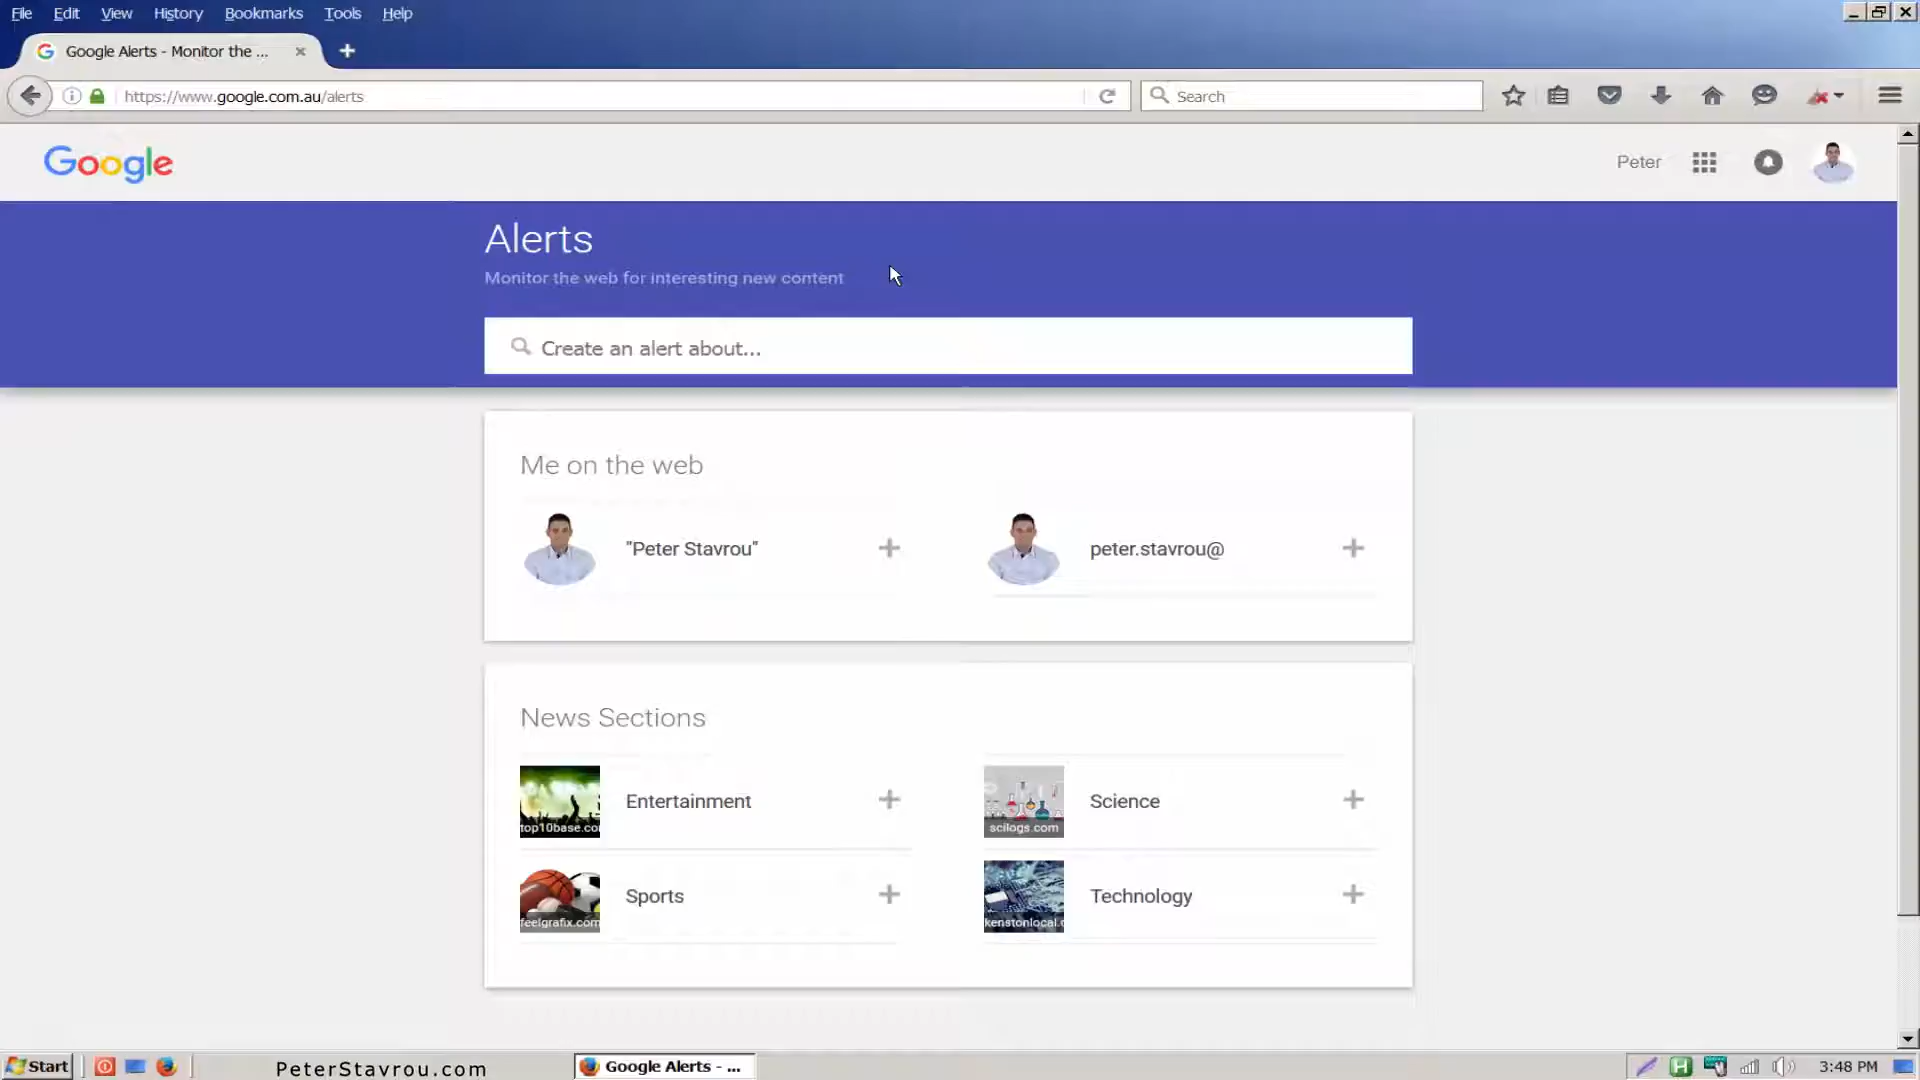 File Edit View History Bookmarks Tools Help
Google Alerts - Monitor the ...
https://www.google.com.au/alerts
Search
Google
Peter
Alerts
Monitor the web for interesting new content
Create an alert about...
Me on the web
"Peter Stavrou"
peter.stavrou@
News Sections
top10base.co
Entertainment
scilogs.com
Science
feelgrafix.com
Sports
kenstonlocal.
Technology
Start
PeterStavrou.com
Google Alerts - ...
H
3:48 PM